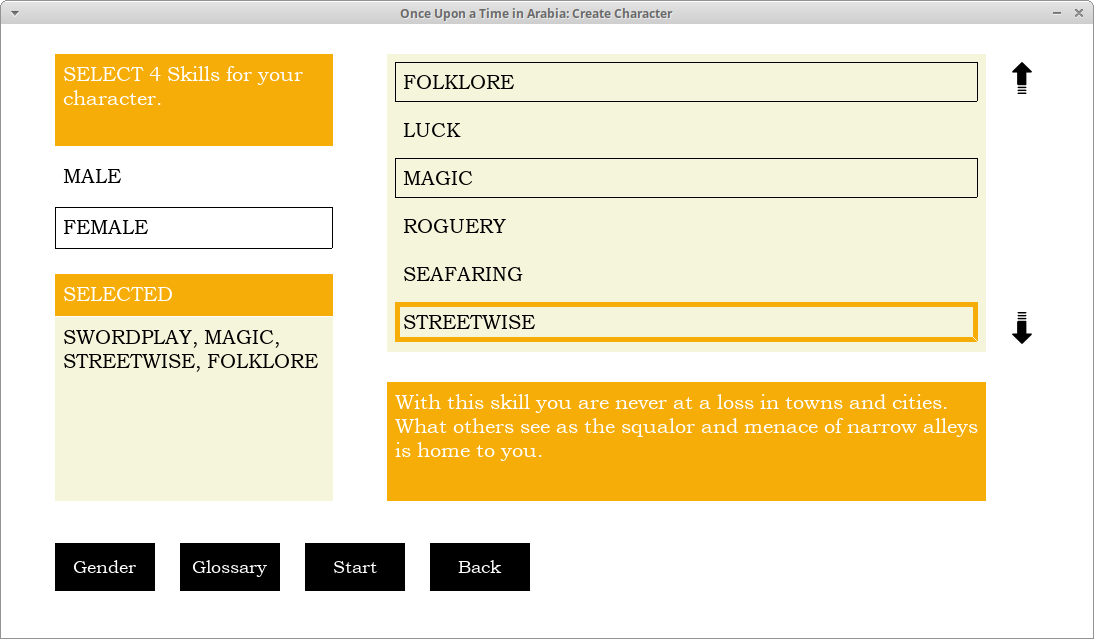 Once Upon a Time in Arabia: Create Character
SELECT 4 Skills for your
character.
MALE
FEMALE
SELECTED
SWORDPLAY, MAGIC,
STREETWISE, FOLKLORE
FOLKLORE
LUCK
MAGIC
ROGUERY
SEAFARING
STREETWISE
With this skill you are never at a loss in towns and cities.
What others see as the squalor and menace of narrow alleys
is home to you.
Gender
Glossary
Start
Back